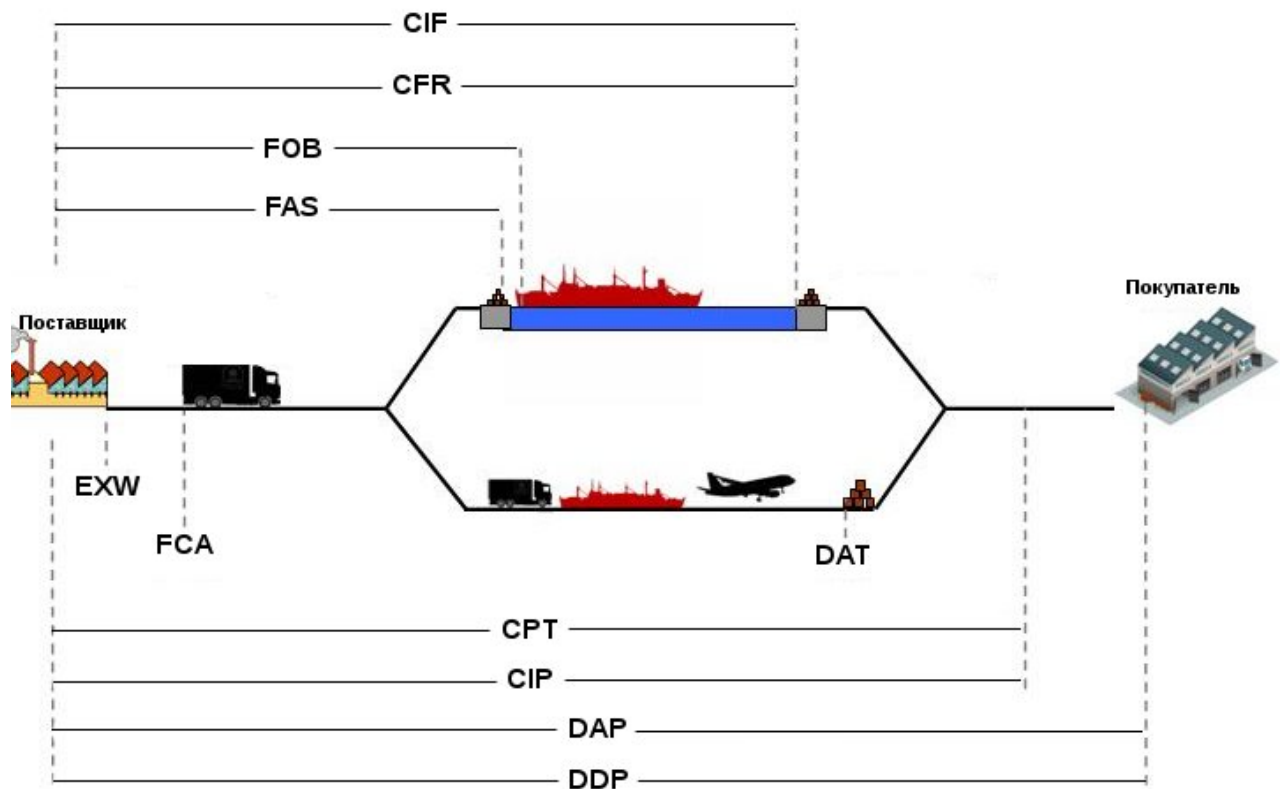 CIF
CFR
FOB
FAS
Покупатель
Поставщик
EXW
FCA
DAT
CPT
CIP
DAP
DDP